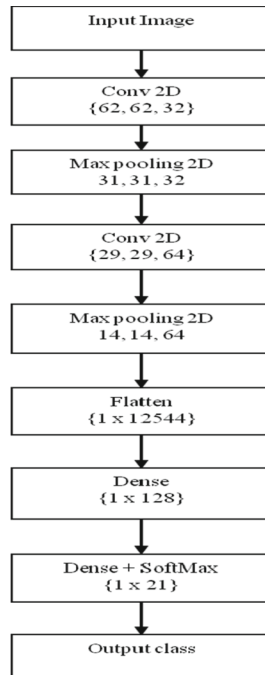 Input Image
Conv 2D
{62, 62, 32}
Max pooling 2D
31, 31, 32
Conv 2D
{29, 29, 64}
Max pooling 2D
14, 14, 64
Flatten
{1 x 12544}
Dense
{1 x 128}
Dense + SoftMax
{1 x 21}
Output class